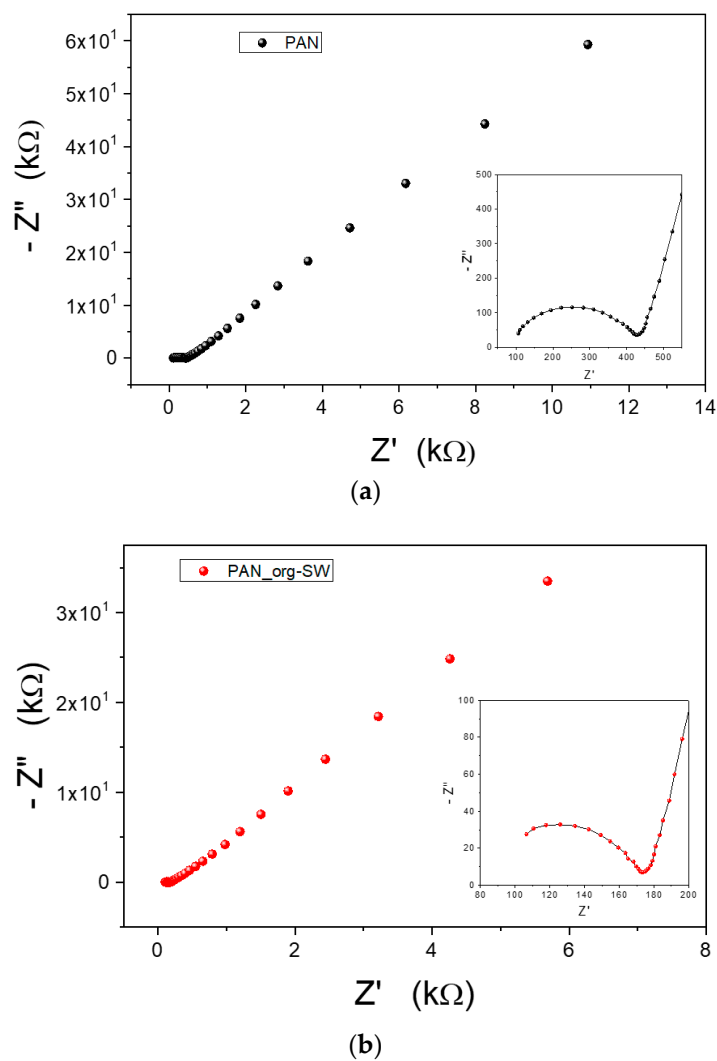 PAN
6x10¹
5x10¹
4x10¹
3x10¹
2x10¹
1x10¹
0
- Z" (kΩ)
0 2 4 6 8 10 12 14
Z' (kΩ)
500
400
300
200
100
0
- Z"
100 200 300 400 500
Z'
(a)
PAN_org-SW
3x10¹
2x10¹
1x10¹
0
- Z" (kΩ)
0 2 4 6 8
Z' (kΩ)
100
80
60
40
20
0
- Z"
80 100 120 140 160 180 200
Z'
(b)